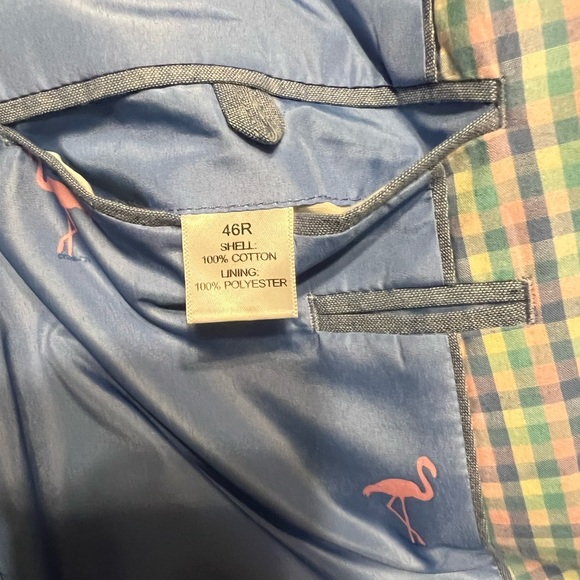 46R
SHELL:
100% COTTON
LINING:
100% POLYESTER